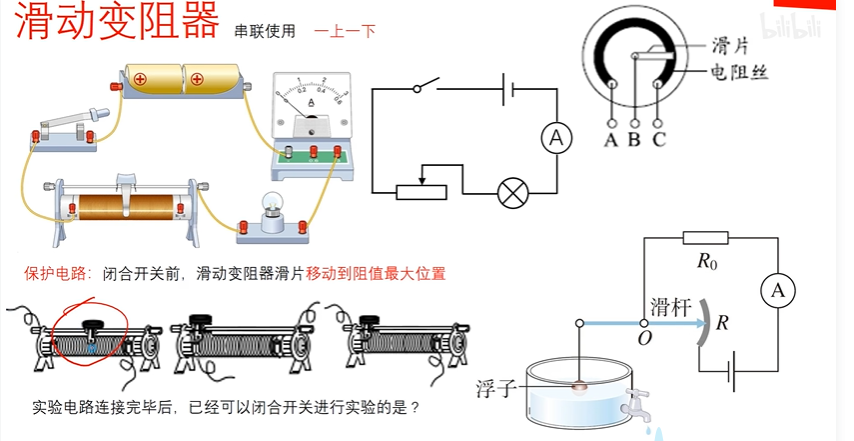 滑动变阻器 串联使用 一上一下
bilibili
滑片
电阻丝
A B C
0 1 2 3
0 0.2 0.4 0.6
A
A
保护电路：闭合开关前，滑动变阻器滑片移动到阻值最大位置
R₀
A
滑杆
R
O
浮子
实验电路连接完毕后，已经可以闭合开关进行实验的是？